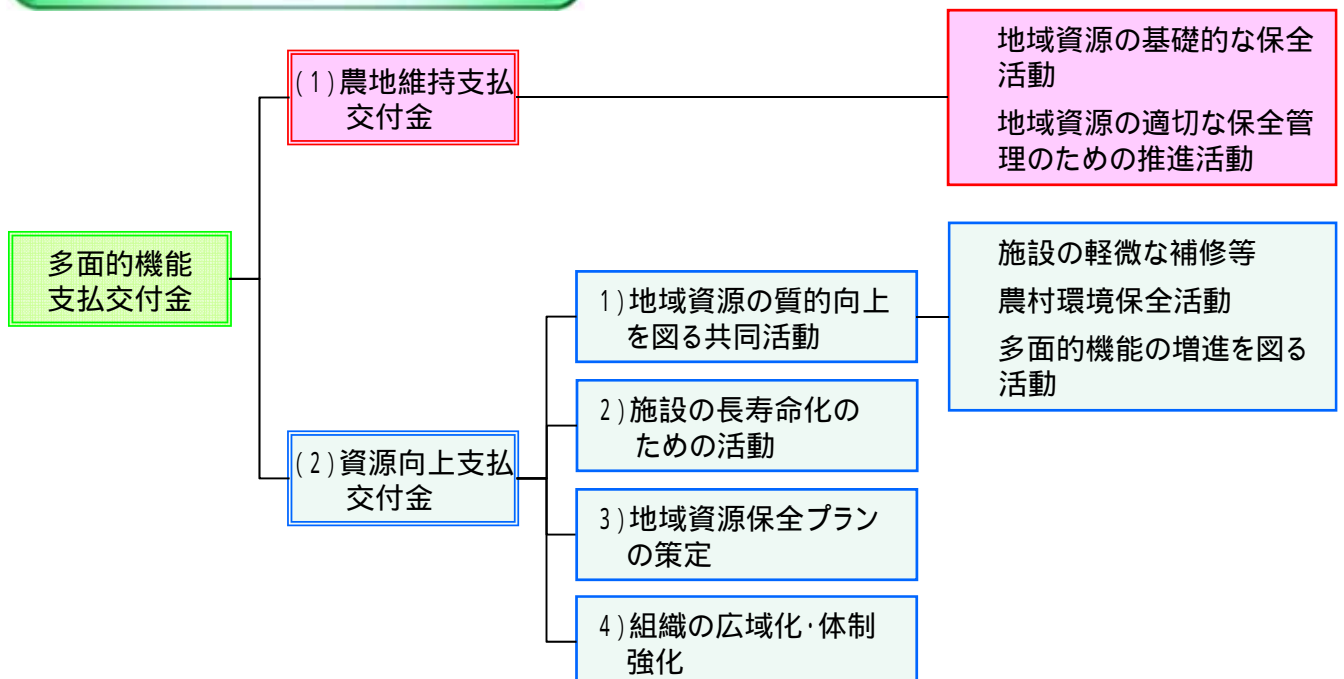 多面的機能
支払交付金
(1)農地維持支払
交付金
地域資源の基礎的な保全
活動
地域資源の適切な保全管
理のための推進活動
(2)資源向上支払
交付金
1)地域資源の質的向上
を図る共同活動
施設の軽微な補修等
農村環境保全活動
多面的機能の増進を図る
活動
2)施設の長寿命化の
ための活動
3)地域資源保全プラン
の策定
4)組織の広域化・体制
強化